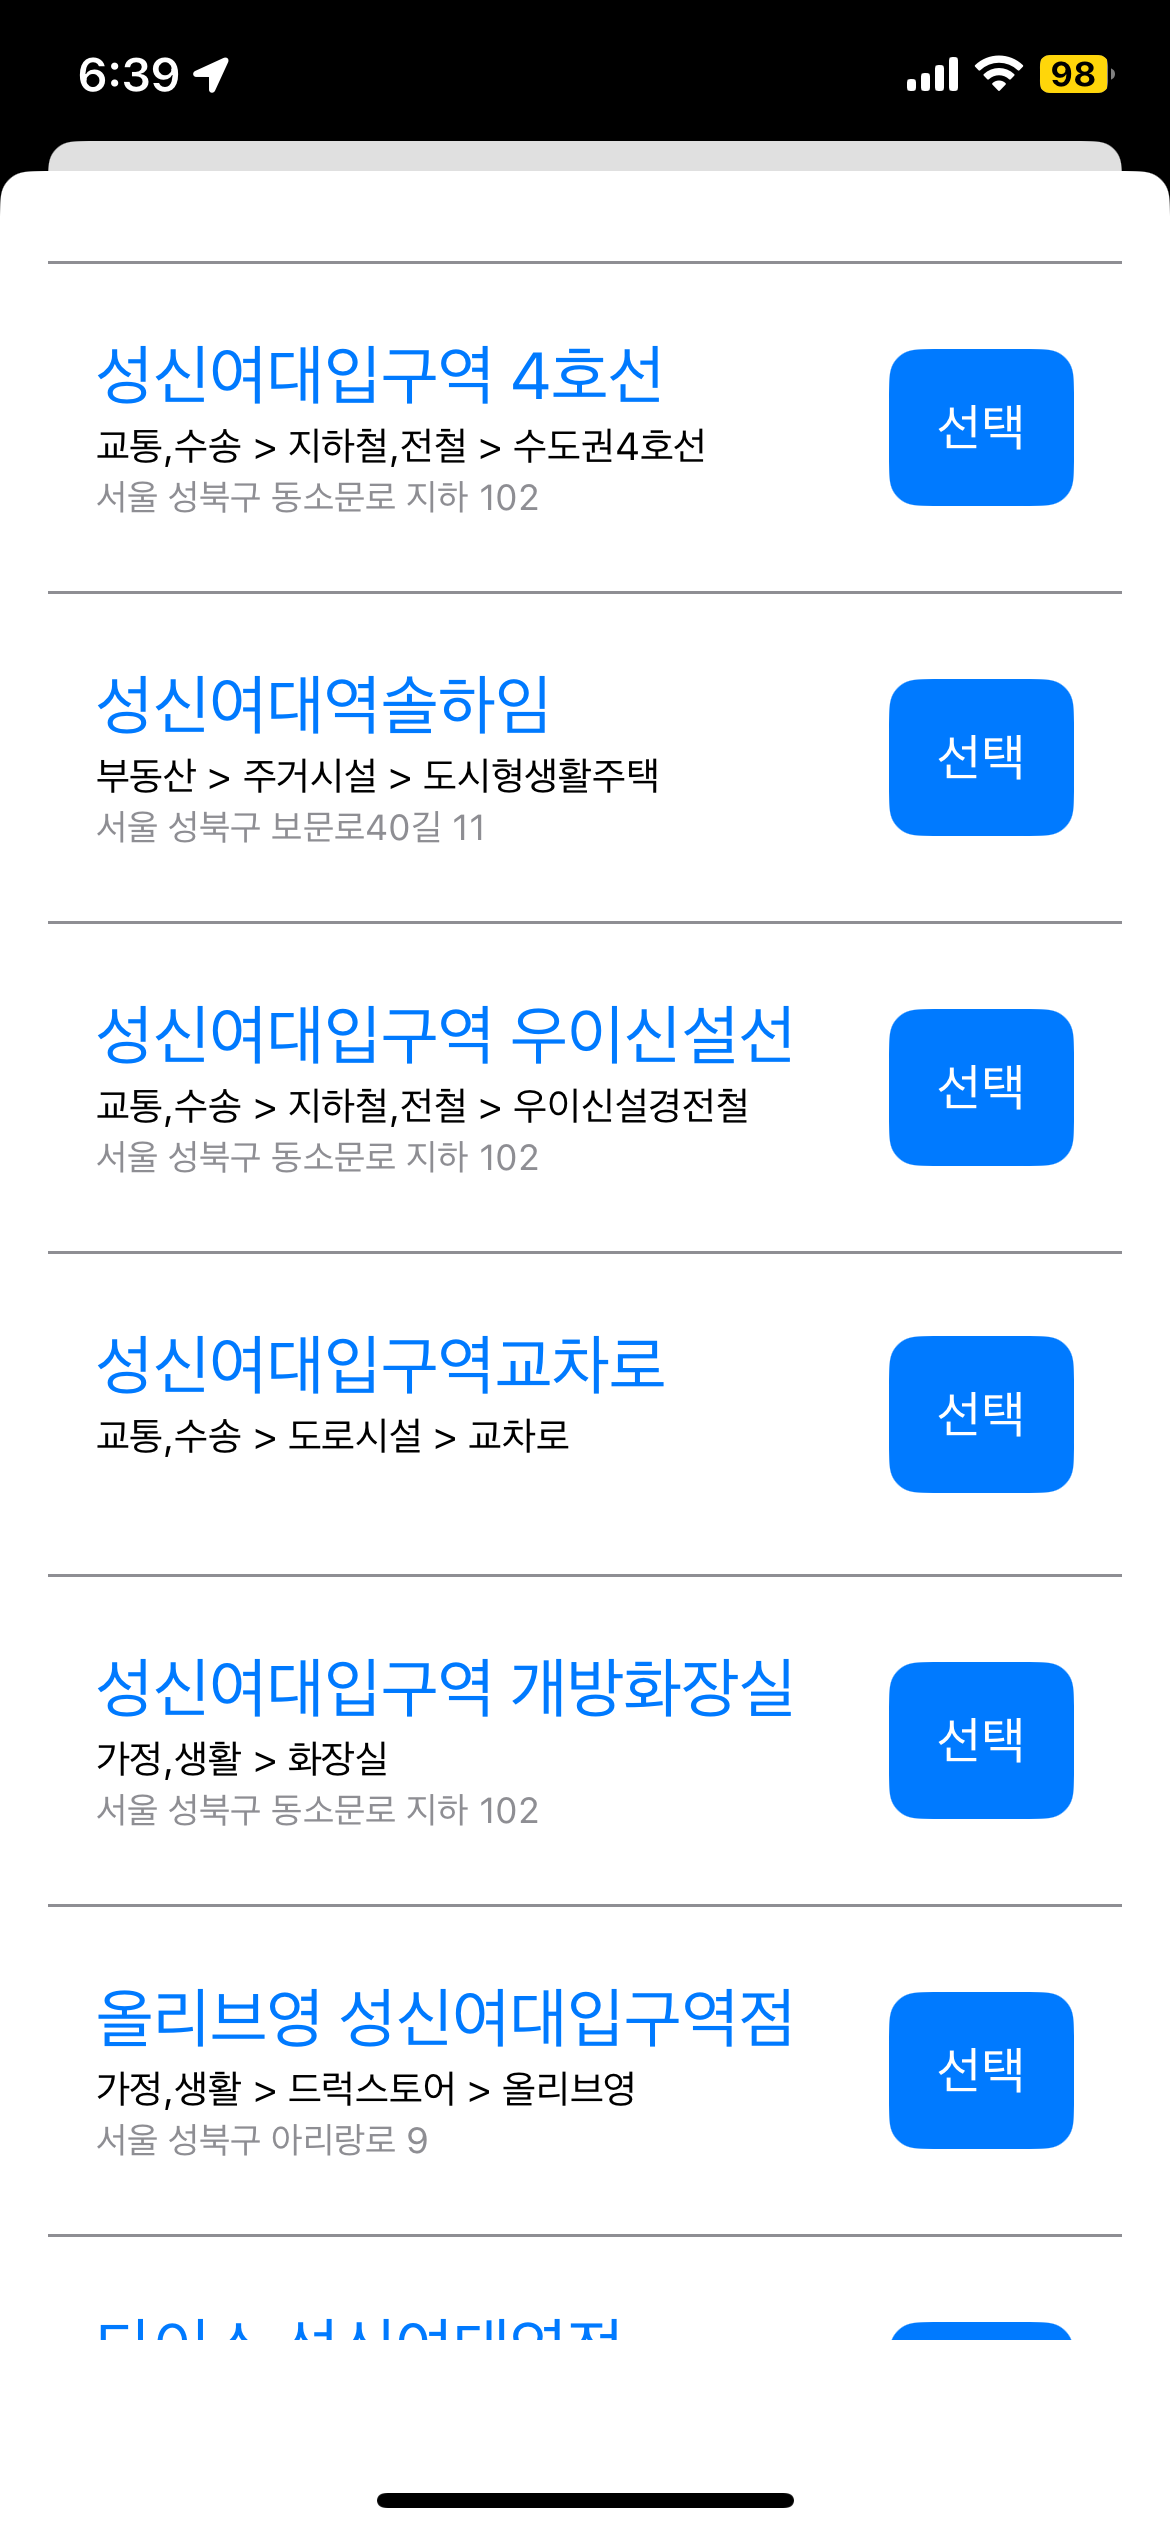 6:39
98
성신여대입구역 4호선
교통,수송 > 지하철,전철 > 수도권4호선
서울 성북구 동소문로 지하 102
선택
성신여대역솔하임
부동산 > 주거시설 > 도시형생활주택
서울 성북구 보문로40길 11
선택
성신여대입구역 우이신설선
교통,수송 > 지하철,전철 > 우이신설경전철
서울 성북구 동소문로 지하 102
선택
성신여대입구역교차로
교통,수송 > 도로시설 > 교차로
선택
성신여대입구역 개방화장실
가정,생활 > 화장실
서울 성북구 동소문로 지하 102
선택
올리브영 성신여대입구역점
가정,생활 > 드럭스토어 > 올리브영
서울 성북구 아리랑로 9
선택